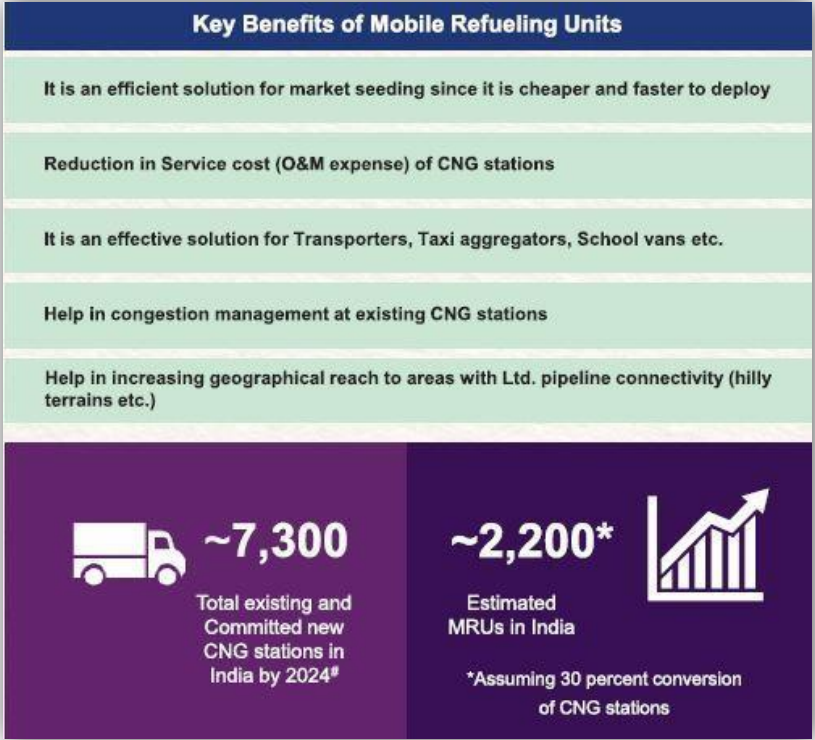 Key Benefits of Mobile Refueling Units
It is an efficient solution for market seeding since it is cheaper and faster to deploy
Reduction in Service cost (O&M expense) of CNG stations
It is an effective solution for Transporters, Taxi aggregators, School vans etc.
Help in congestion management at existing CNG stations
Help in increasing geographical reach to areas with Ltd. pipeline connectivity (hilly
terrains etc.)
~7,300
Total existing and
Committed new
CNG stations in
India by 2024#
~2,200*
Estimated
MRUs in India
*Assuming 30 percent conversion
of CNG stations